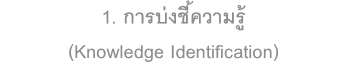 1. การบ่งชี้ความรู้
(Knowledge Identification)